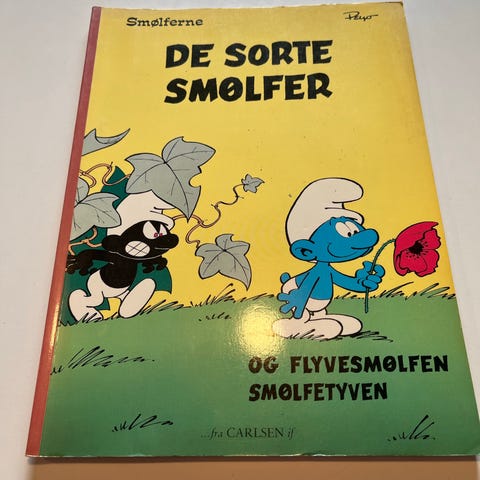 Smølferne
Peyo
DE SORTE
SMØLFER
OG FLYVESMØLFEN
SMØLFETYVEN
...fra CARLSEN if